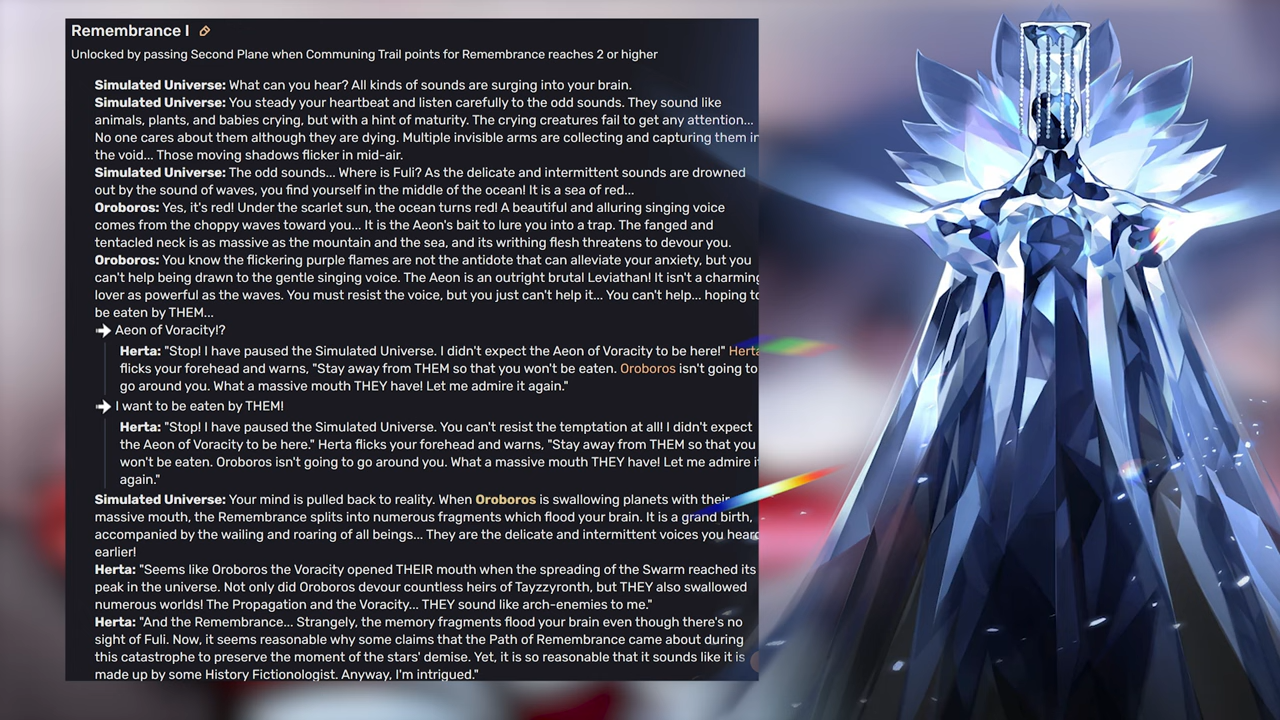 Remembrance I
Unlocked by passing Second Plane when Communing Trail points for Remembrance reaches 2 or higher
Simulated Universe: What can you hear? All kinds of sounds are surging into your brain.
Simulated Universe: You steady your heartbeat and listen carefully to the odd sounds. They sound like
animals, plants, and babies crying, but with a hint of maturity. The crying creatures fail to get any attention...
No one cares about them although they are dying. Multiple invisible arms are collecting and capturing them in
the void... Those moving shadows flicker in mid-air.
Simulated Universe: The odd sounds... Where is Fuli? As the delicate and intermittent sounds are drowned
out by the sound of waves, you find yourself in the middle of the ocean! It is a sea of red...
Oroboros: Yes, it's red! Under the scarlet sun, the ocean turns red! A beautiful and alluring singing voice
comes from the choppy waves toward you... It is the Aeon's bait to lure you into a trap. The fanged and
tentacled neck is as massive as the mountain and the sea, and its writhing flesh threatens to devour you.
Oroboros: You know the flickering purple flames are not the antidote that can alleviate your anxiety, but you
can't help being drawn to the gentle singing voice. The Aeon is an outright brutal Leviathan! It isn't a charming
lover as powerful as the waves. You must resist the voice, but you just can't help it... You can't help... hoping to
be eaten by THEM...
Aeon of Voracity!?
Herta: "Stop! I have paused the Simulated Universe. I didn't expect the Aeon of Voracity to be here!" Herta
flicks your forehead and warns, "Stay away from THEM so that you won't be eaten. Oroboros isn't going to
go around you. What a massive mouth THEY have! Let me admire it again."
I want to be eaten by THEM!
Herta: "Stop! I have paused the Simulated Universe. You can't resist the temptation at all! I didn't expect
the Aeon of Voracity to be here." Herta flicks your forehead and warns, "Stay away from THEM so that you
won't be eaten. Oroboros isn't going to go around you. What a massive mouth THEY have! Let me admire it
again."
Simulated Universe: Your mind is pulled back to reality. When Oroboros is swallowing planets with their
massive mouth, the Remembrance splits into numerous fragments which flood your brain. It is a grand birth,
accompanied by the wailing and roaring of all beings... They are the delicate and intermittent voices you heard
earlier!
Herta: "Seems like Oroboros the Voracity opened THEIR mouth when the spreading of the Swarm reached its
peak in the universe. Not only did Oroboros devour countless heirs of Tayzzyronth, but THEY also swallowed
numerous worlds! The Propagation and the Voracity... THEY sound like arch-enemies to me."
Herta: "And the Remembrance... Strangely, the memory fragments flood your brain even though there's no
sight of Fuli. Now, it seems reasonable why some claims that the Path of Remembrance came about during
this catastrophe to preserve the moment of the stars' demise. Yet, it is so reasonable that it sounds like it is
made up by some History Fictionologist. Anyway, I'm intrigued."